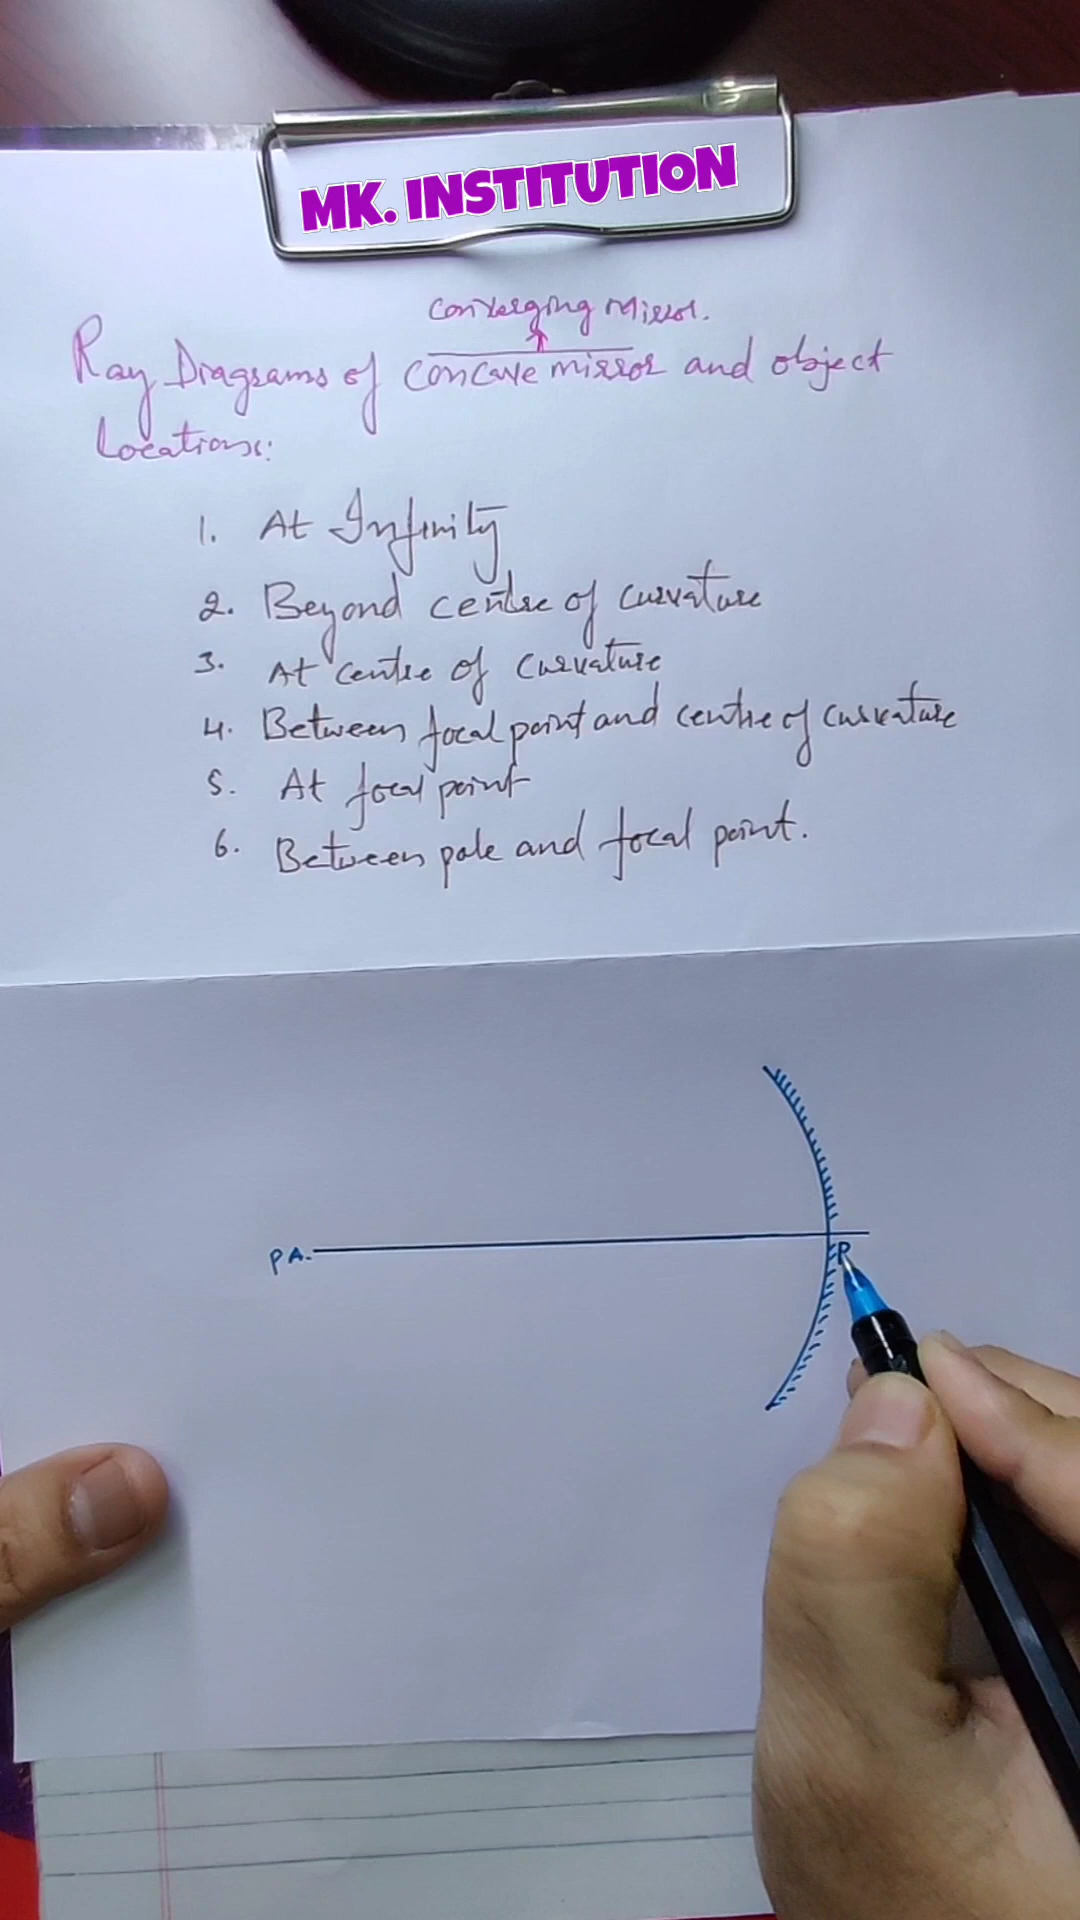 MK. INSTITUTION
Converging Mirror.
Ray Diagrams of concave mirror and object
Locations:
1. At Infinity
2. Beyond centre of curvature
3. At centre of curvature
4. Between focal point and centre of curvature
5. At focal point
6. Between pole and focal point.
P A.
P